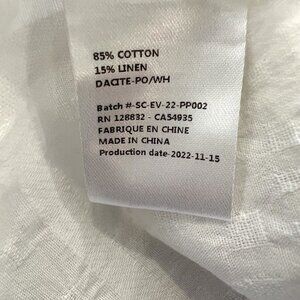 85% COTTON
15% LINEN
DACITE-PO/WH
Batch #-SC-EV-22-PP002
RN 128832 - CA54935
FABRIQUE EN CHINE
MADE IN CHINA
Production date-2022-11-15